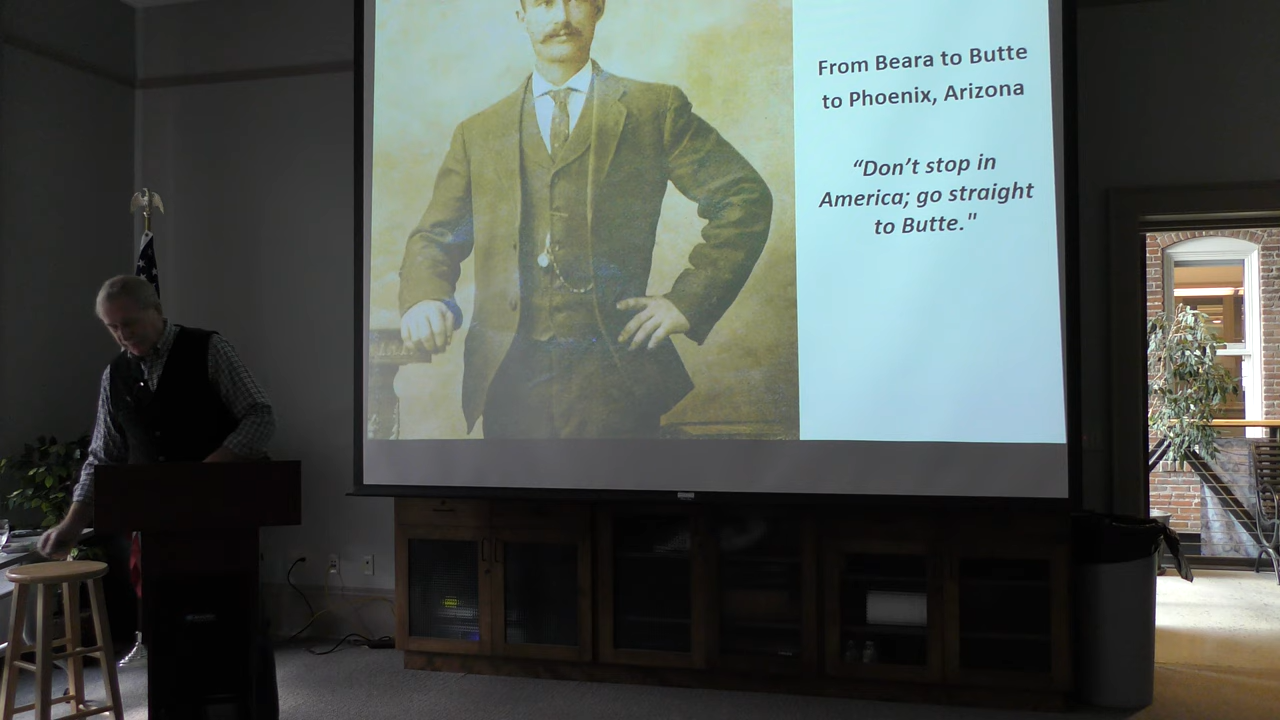 From Beara to Butte
to Phoenix, Arizona
“Don’t stop in
America; go straight
to Butte."